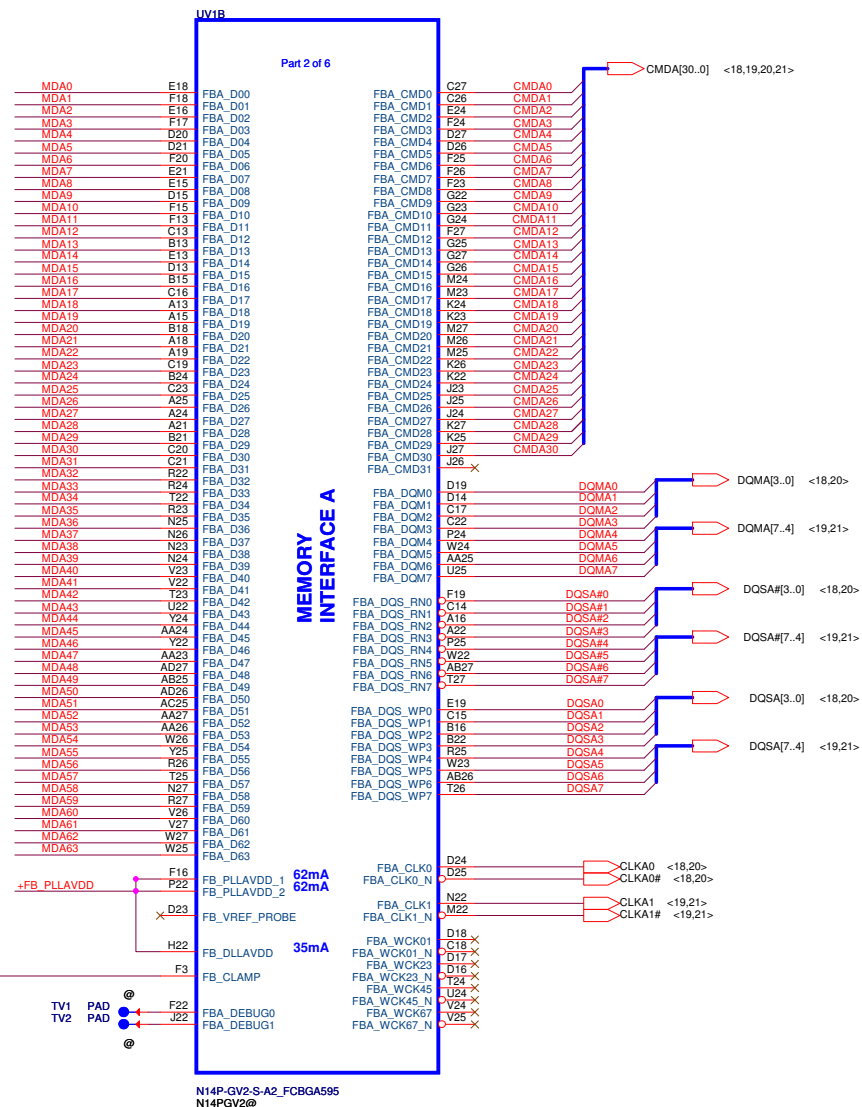 UV1B
Part 2 of 6
MDA0 E18 FBA_D00
MDA1 F18 FBA_D01
MDA2 E16 FBA_D02
MDA3 F17 FBA_D03
MDA4 D20 FBA_D04
MDA5 D21 FBA_D05
MDA6 F20 FBA_D06
MDA7 E21 FBA_D07
MDA8 E15 FBA_D08
MDA9 D15 FBA_D09
MDA10 F15 FBA_D10
MDA11 F13 FBA_D11
MDA12 C13 FBA_D12
MDA13 B13 FBA_D13
MDA14 E13 FBA_D14
MDA15 D13 FBA_D15
MDA16 B15 FBA_D16
MDA17 C16 FBA_D17
MDA18 A13 FBA_D18
MDA19 A15 FBA_D19
MDA20 B18 FBA_D20
MDA21 A18 FBA_D21
MDA22 A19 FBA_D22
MDA23 C19 FBA_D23
MDA24 B24 FBA_D24
MDA25 C23 FBA_D25
MDA26 A25 FBA_D26
MDA27 A24 FBA_D27
MDA28 A21 FBA_D28
MDA29 B21 FBA_D29
MDA30 C20 FBA_D30
MDA31 C21 FBA_D31
MDA32 R22 FBA_D32
MDA33 R24 FBA_D33
MDA34 T22 FBA_D34
MDA35 R23 FBA_D35
MDA36 N25 FBA_D36
MDA37 N26 FBA_D37
MDA38 N23 FBA_D38
MDA39 N24 FBA_D39
MDA40 V23 FBA_D40
MDA41 V22 FBA_D41
MDA42 T23 FBA_D42
MDA43 U22 FBA_D43
MDA44 Y24 FBA_D44
MDA45 AA24 FBA_D45
MDA46 Y22 FBA_D46
MDA47 AA23 FBA_D47
MDA48 AD27 FBA_D48
MDA49 AB25 FBA_D49
MDA50 AD26 FBA_D50
MDA51 AC25 FBA_D51
MDA52 AA27 FBA_D52
MDA53 AA26 FBA_D53
MDA54 W26 FBA_D54
MDA55 Y25 FBA_D55
MDA56 R26 FBA_D56
MDA57 T25 FBA_D57
MDA58 N27 FBA_D58
MDA59 R27 FBA_D59
MDA60 V26 FBA_D60
MDA61 V27 FBA_D61
MDA62 W27 FBA_D62
MDA63 W25 FBA_D63
F16 FBA_PLLAVDD_1 62mA
+FB_PLLAVDD P22 FBA_PLLAVDD_2 62mA
D23 FB_VREF_PROBE
H22 FB_DLLAVDD 35mA
F3 FB_CLAMP
@
TV1 PAD F22 FBA_DEBUG0
TV2 PAD J22 FBA_DEBUG1
@
MEMORY
INTERFACE A
FBA_CMD0 C27 CMDA0
FBA_CMD1 C26 CMDA1
FBA_CMD2 E24 CMDA2
FBA_CMD3 F24 CMDA3
FBA_CMD4 D27 CMDA4
FBA_CMD5 D26 CMDA5
FBA_CMD6 F25 CMDA6
FBA_CMD7 F26 CMDA7
FBA_CMD8 F23 CMDA8
FBA_CMD9 G22 CMDA9
FBA_CMD10 G23 CMDA10
FBA_CMD11 G24 CMDA11
FBA_CMD12 F27 CMDA12
FBA_CMD13 G25 CMDA13
FBA_CMD14 G27 CMDA14
FBA_CMD15 G26 CMDA15
FBA_CMD16 M24 CMDA16
FBA_CMD17 M23 CMDA17
FBA_CMD18 K24 CMDA18
FBA_CMD19 K23 CMDA19
FBA_CMD20 M27 CMDA20
FBA_CMD21 M26 CMDA21
FBA_CMD22 M25 CMDA22
FBA_CMD23 K26 CMDA23
FBA_CMD24 K22 CMDA24
FBA_CMD25 J23 CMDA25
FBA_CMD26 J25 CMDA26
FBA_CMD27 J24 CMDA27
FBA_CMD28 K27 CMDA28
FBA_CMD29 K25 CMDA29
FBA_CMD30 J27 CMDA30
FBA_CMD31 J26
CMDA[30..0] <18,19,20,21>
FBA_DQM0 D19 DQMA0
FBA_DQM1 D14 DQMA1
FBA_DQM2 C17 DQMA2
FBA_DQM3 C22 DQMA3
FBA_DQM4 P24 DQMA4
FBA_DQM5 W24 DQMA5
FBA_DQM6 AA25 DQMA6
FBA_DQM7 U25 DQMA7
DQMA[3..0] <18,20>
DQMA[7..4] <19,21>
FBA_DQS_RN0 F19 DQSA#0
FBA_DQS_RN1 C14 DQSA#1
FBA_DQS_RN2 A16 DQSA#2
FBA_DQS_RN3 A22 DQSA#3
FBA_DQS_RN4 P25 DQSA#4
FBA_DQS_RN5 W22 DQSA#5
FBA_DQS_RN6 AB27 DQSA#6
FBA_DQS_RN7 T27 DQSA#7
DQSA#[3..0] <18,20>
DQSA#[7..4] <19,21>
FBA_DQS_WP0 E19 DQSA0
FBA_DQS_WP1 C15 DQSA1
FBA_DQS_WP2 B16 DQSA2
FBA_DQS_WP3 B22 DQSA3
FBA_DQS_WP4 R25 DQSA4
FBA_DQS_WP5 W23 DQSA5
FBA_DQS_WP6 AB26 DQSA6
FBA_DQS_WP7 T26 DQSA7
DQSA[3..0] <18,20>
DQSA[7..4] <19,21>
FBA_CLK0 D24 CLKA0 <18,20>
FBA_CLK0_N D25 CLKA0# <18,20>
FBA_CLK1 N22 CLKA1 <19,21>
FBA_CLK1_N M22 CLKA1# <19,21>
FBA_WCK01 D18
FBA_WCK01_N C18
FBA_WCK23 D17
FBA_WCK23_N D16
FBA_WCK45 T24
FBA_WCK45_N U24
FBA_WCK67 V24
FBA_WCK67_N V25
N14P-GV2-S-A2_FCBGA595
N14PGV2@